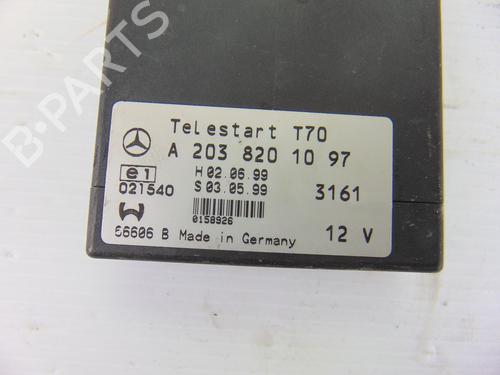 Telestart T70
A 203 820 10 97
e1 H 02.06.99
021540 S 03.05.99 3161
0158926
66606 B Made in Germany 12 V
B-PARTS